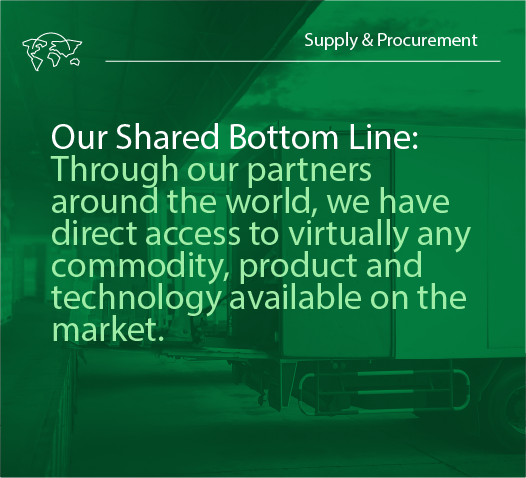 Supply & Procurement
Our Shared Bottom Line:
Through our partners
around the world, we have
direct access to virtually any
commodity, product and
technology available on the
market.